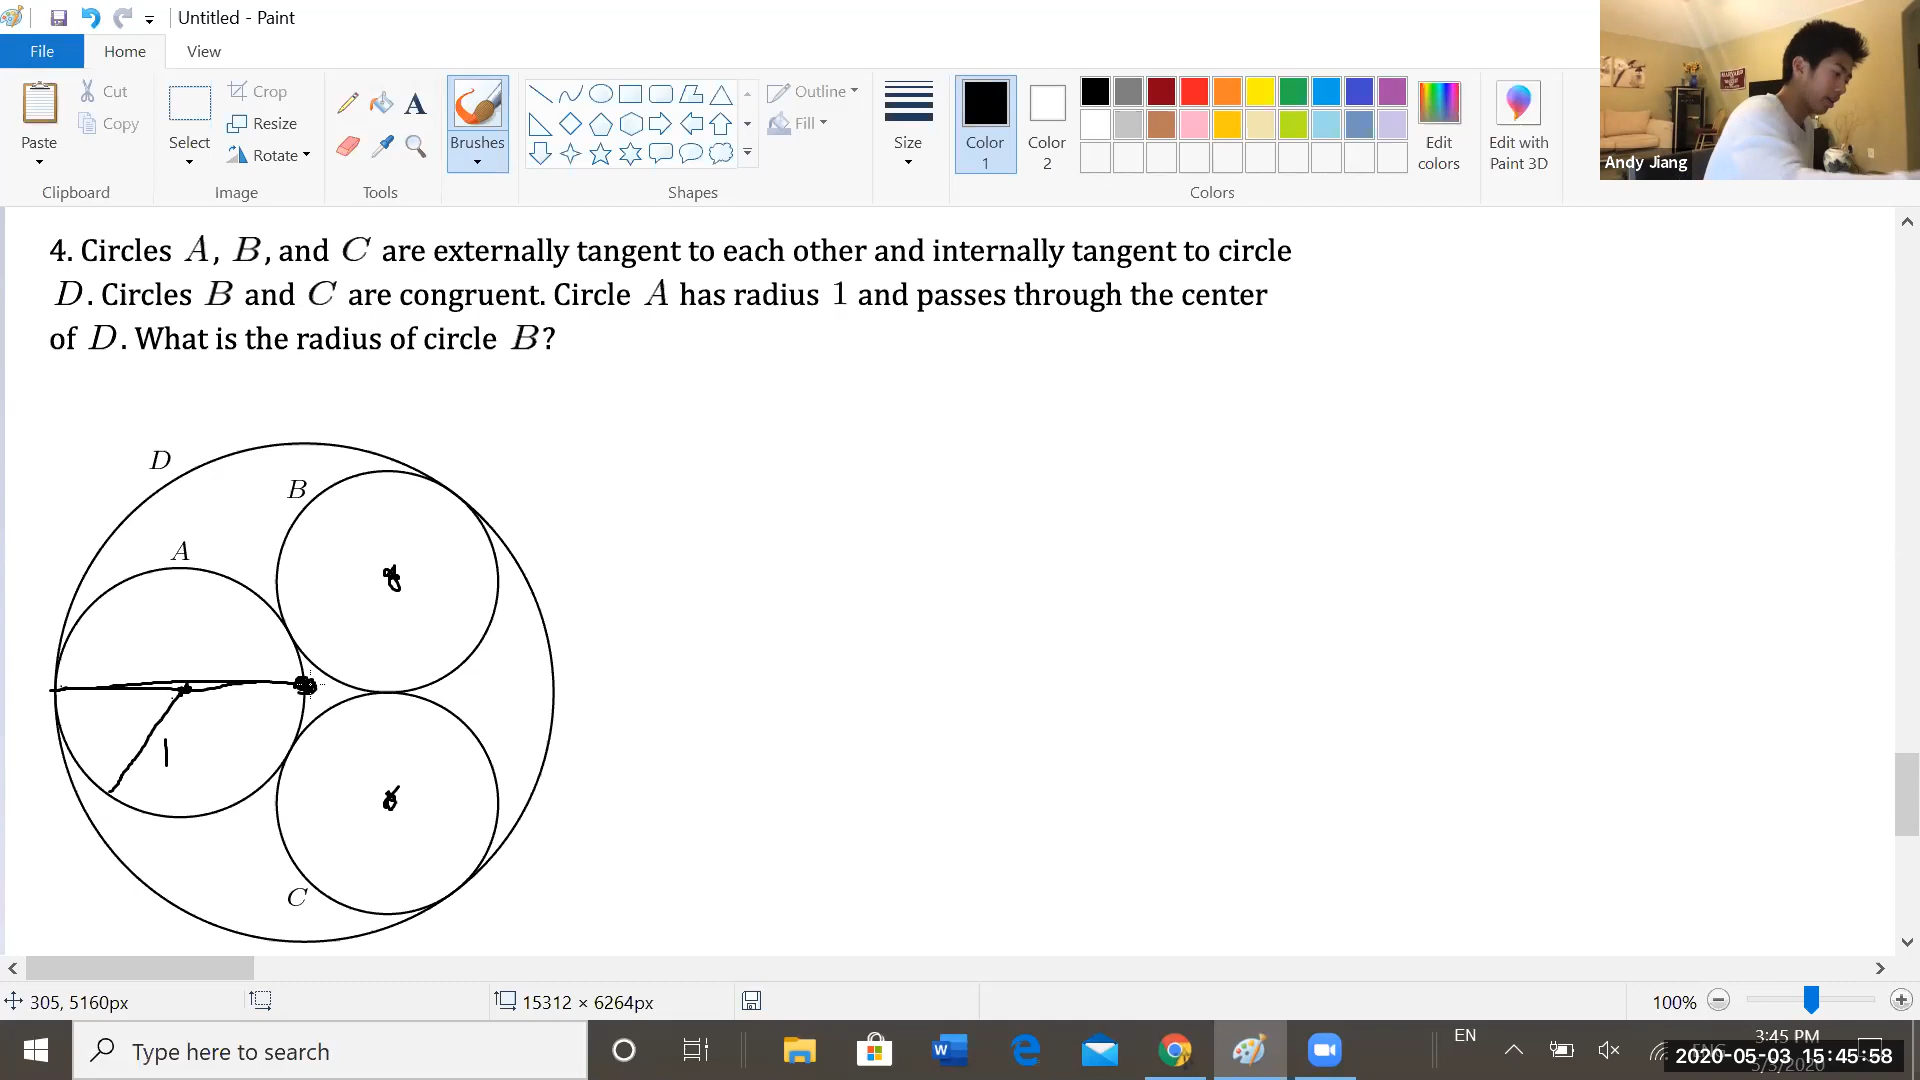 Untitled - Paint
File Home View
Paste
Cut
Copy
Clipboard
Select
Crop
Resize
Rotate
Image
A
Tools
Brushes
Shapes
Outline
Fill
Size
Color 1
Color 2
Colors
Edit colors
Edit with Paint 3D
Andy Jiang
4. Circles A, B, and C are externally tangent to each other and internally tangent to circle
D. Circles B and C are congruent. Circle A has radius 1 and passes through the center
of D. What is the radius of circle B?
D
B
A
1
C
305, 5160px
15312 × 6264px
100%
Type here to search
EN
3:45 PM
2020-05-03 15:45:58
5/3/2020